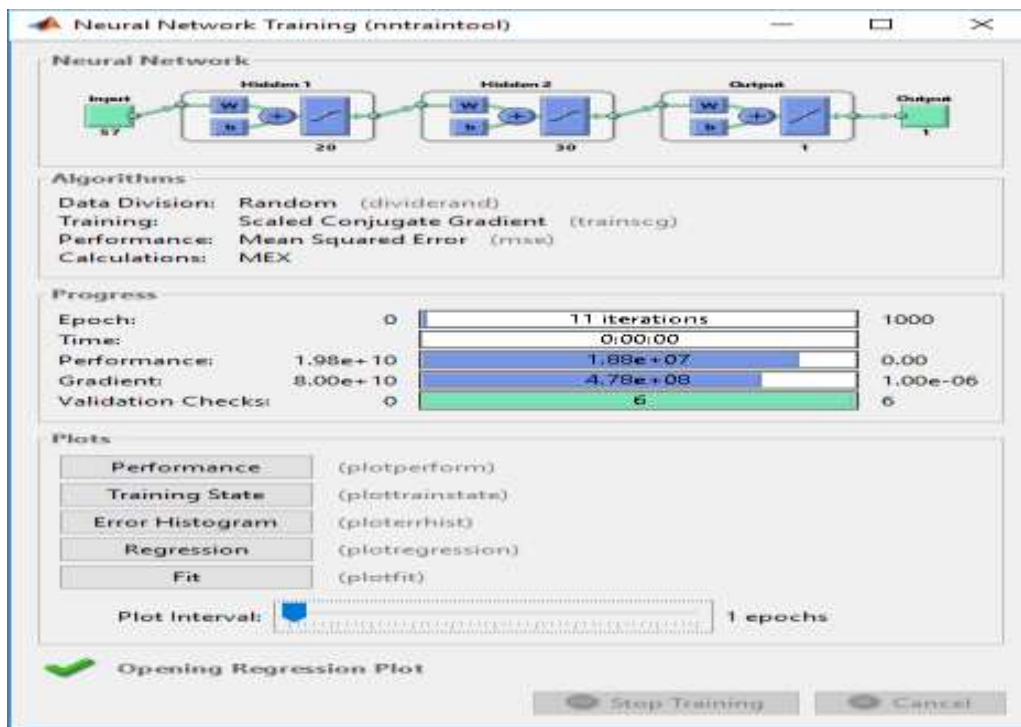 Neural Network Training (nntraintool)
Neural Network
Hidden 1 Hidden 2 Output
Input Output
W W W
b b b
+ + +
57 1
20 30 1
Algorithms
Data Division: Random (dividerand)
Training: Scaled Conjugate Gradient (trainscg)
Performance: Mean Squared Error (mse)
Calculations: MEX
Progress
Epoch: 0 11 iterations 1000
Time: 0:00:00
Performance: 1.98e+10 1.88e+07 0.00
Gradient: 8.00e+10 4.78e+08 1.00e-06
Validation Checks: 0 6 6
Plots
Performance (plotperform)
Training State (plottrainstate)
Error Histogram (ploterrhist)
Regression (plotregression)
Fit (plotfit)
Plot Interval: 1 epochs
Opening Regression Plot
Stop Training Cancel